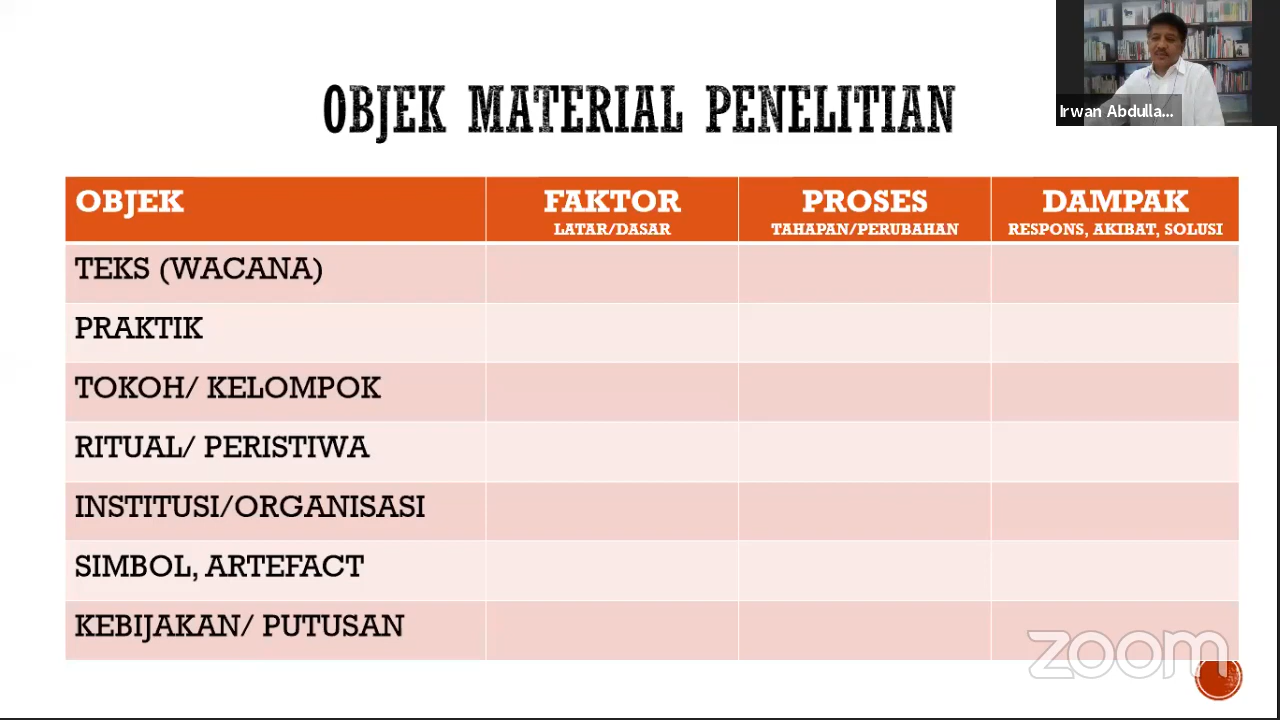 Irwan Abdulla...
OBJEK MATERIAL PENELITIAN
OBJEK
FAKTOR
LATAR/DASAR
PROSES
TAHAPAN/PERUBAHAN
DAMPAK
RESPONS, AKIBAT, SOLUSI
TEKS (WACANA)
PRAKTIK
TOKOH/ KELOMPOK
RITUAL/ PERISTIWA
INSTITUSI/ORGANISASI
SIMBOL, ARTEFACT
KEBIJAKAN/ PUTUSAN
zoom